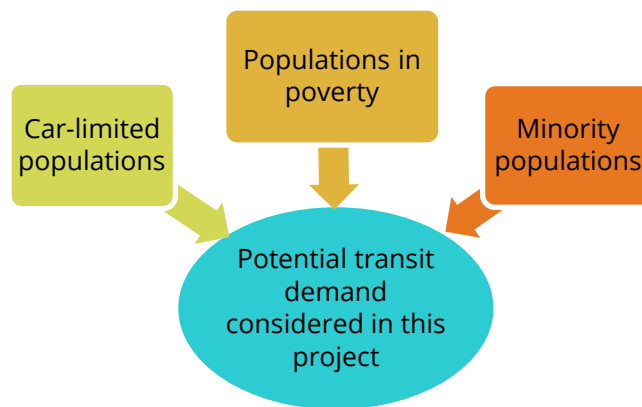 Populations in
poverty
Car-limited
populations
Minority
populations
Potential transit
demand
considered in this
project